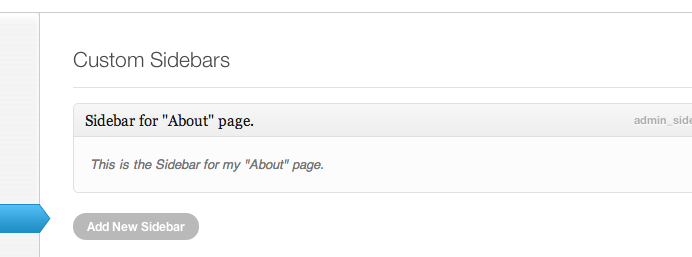 Custom Sidebars
Sidebar for "About" page.
admin_side
This is the Sidebar for my "About" page.
Add New Sidebar